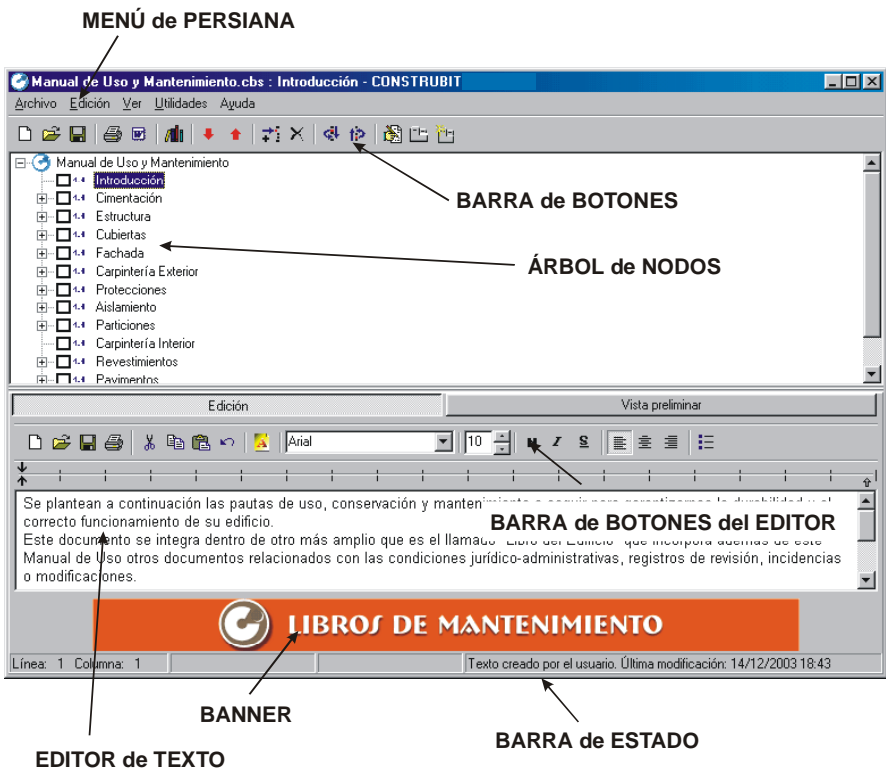 MENÚ de PERSIANA
Manual de Uso y Mantenimiento.cbs : Introducción - CONSTRUBIT
Archivo Edición Ver Utilidades Ayuda
Manual de Uso y Mantenimiento
Introducción
Cimentación
Estructura
Cubiertas
Fachada
Carpintería Exterior
Protecciones
Aislamiento
Particiones
Carpintería Interior
Revestimientos
Pavimentos
BARRA de BOTONES
ÁRBOL de NODOS
Edición Vista preliminar
Arial 10 N I S
Se plantean a continuación las pautas de uso, conservación y mantenimiento a seguir para garantizarnos la durabilidad y el
correcto funcionamiento de su edificio.
BARRA de BOTONES del EDITOR
Este documento se integra dentro de otro más amplio que es el llamado "Libro del Edificio" que incorpora además de este
Manual de Uso otros documentos relacionados con las condiciones jurídico-administrativas, registros de revisión, incidencias
o modificaciones.
LIBROS DE MANTENIMIENTO
Línea: 1 Columna: 1 Texto creado por el usuario. Última modificación: 14/12/2003 18:43
BANNER
BARRA de ESTADO
EDITOR de TEXTO